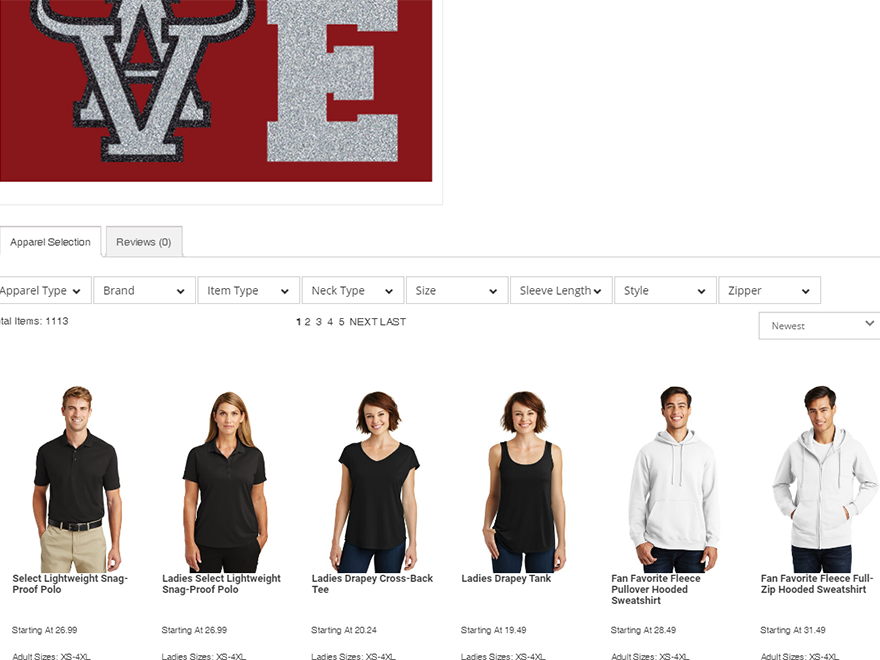 V E
Apparel Selection Reviews (0)
Apparel Type Brand Item Type Neck Type Size Sleeve Length Style Zipper
tal Items: 1113 1 2 3 4 5 NEXT LAST Newest
Select Lightweight Snag-
Proof Polo
Starting At 26.99
Adult Sizes: XS-4XL
Ladies Select Lightweight
Snag-Proof Polo
Starting At 26.99
Ladies Sizes: XS-4XL
Ladies Drapey Cross-Back
Tee
Starting At 20.24
Ladies Sizes: XS-4XL
Ladies Drapey Tank
Starting At 19.49
Ladies Sizes: XS-4XL
Fan Favorite Fleece
Pullover Hooded
Sweatshirt
Starting At 28.49
Adult Sizes: XS-4XL
Fan Favorite Fleece Full-
Zip Hooded Sweatshirt
Starting At 31.49
Adult Sizes: XS-4XL